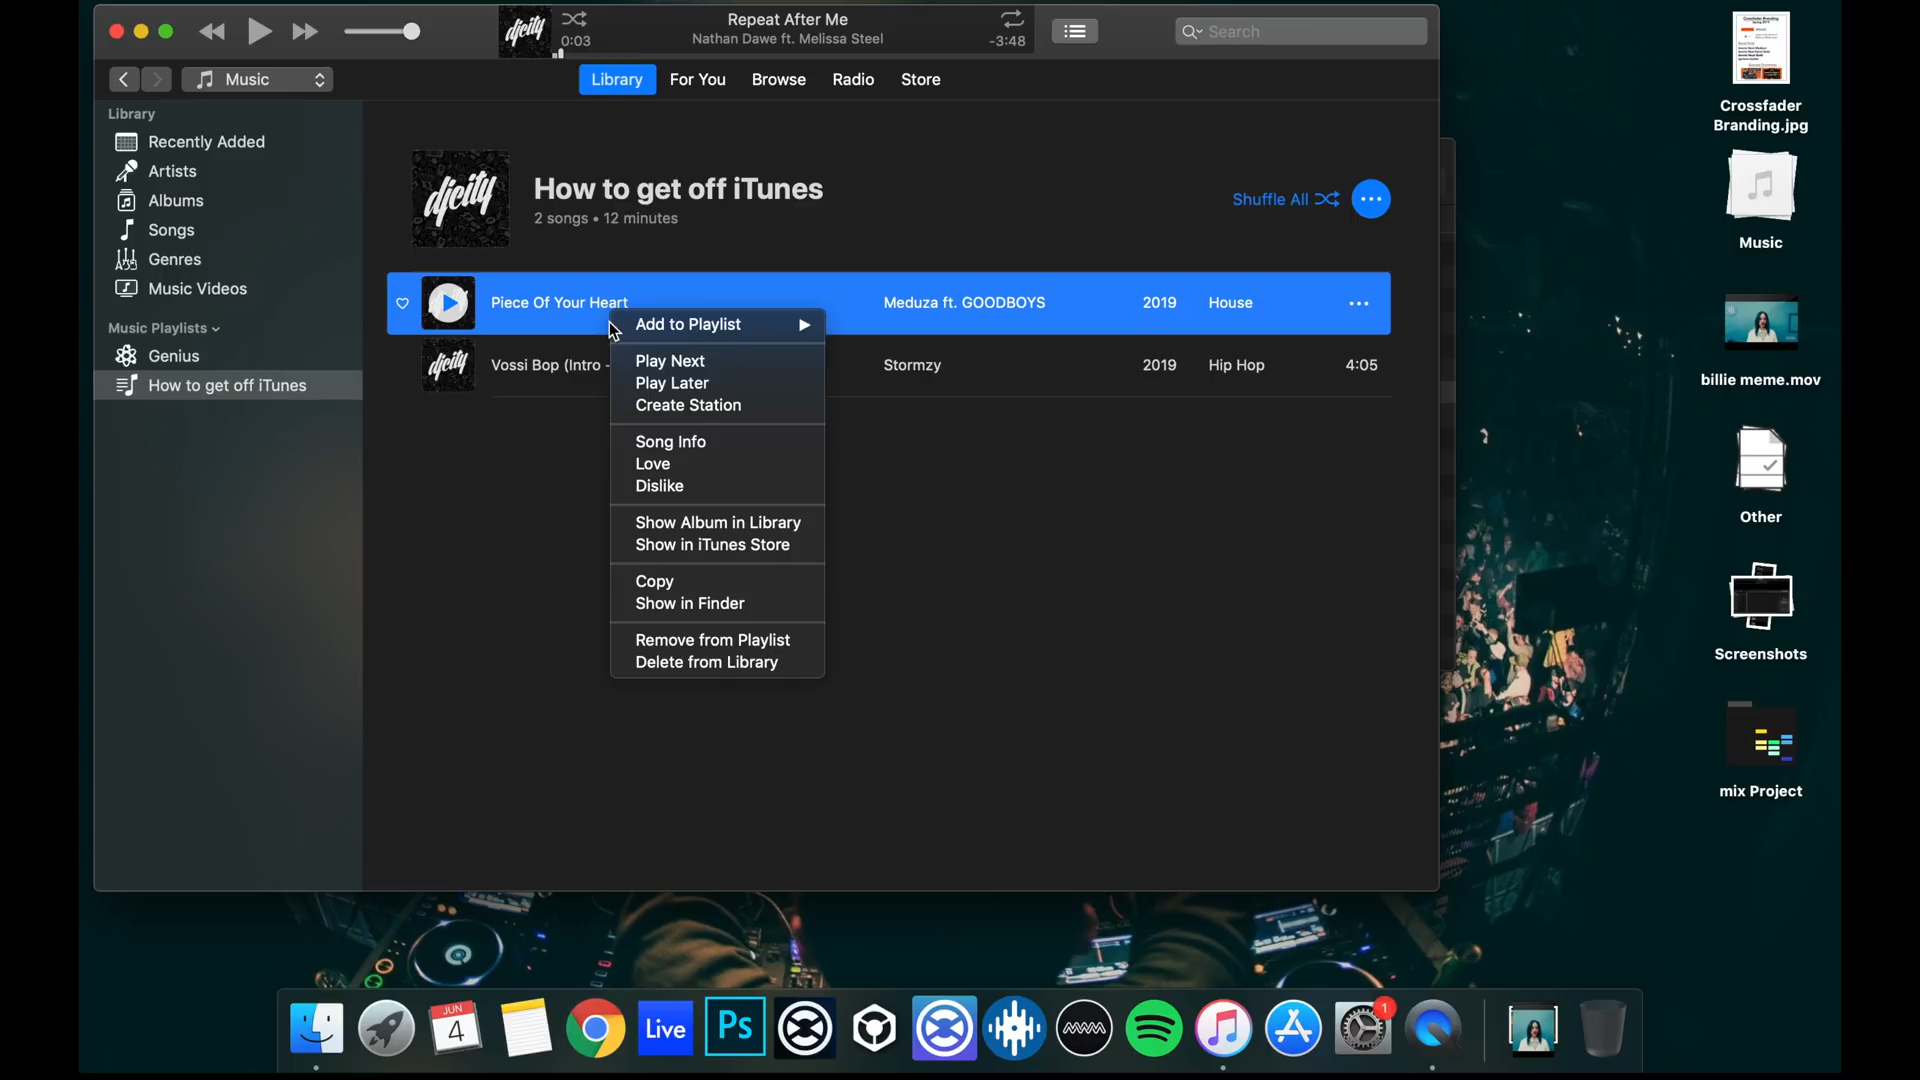 djcity
0:03
Repeat After Me
Nathan Dawe ft. Melissa Steel
-3:48
Search
Music
Library
For You
Browse
Radio
Store
Library
Recently Added
Artists
Albums
Songs
Genres
Music Videos
Music Playlists
Genius
How to get off iTunes
djcity
How to get off iTunes
2 songs • 12 minutes
Shuffle All
Piece Of Your Heart
Meduza ft. GOODBOYS
2019
House
djcity
Vossi Bop (Intro -
Stormzy
2019
Hip Hop
4:05
Add to Playlist
Play Next
Play Later
Create Station
Song Info
Love
Dislike
Show Album in Library
Show in iTunes Store
Copy
Show in Finder
Remove from Playlist
Delete from Library
Crossfader
Branding.jpg
Music
billie meme.mov
Other
Screenshots
mix Project
JUN
4
Live
Ps
1